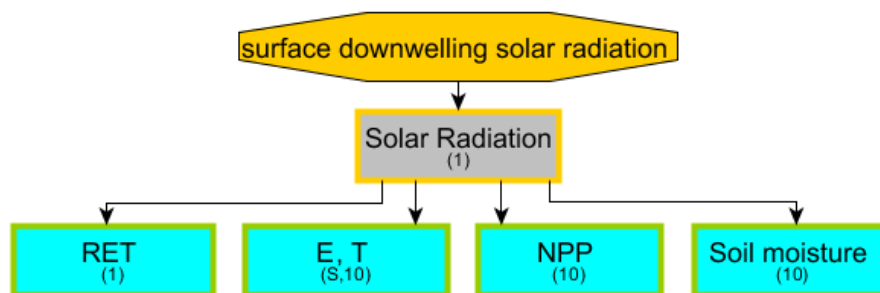 surface downwelling solar radiation
Solar Radiation
(1)
RET
(1)
E, T
(S,10)
NPP
(10)
Soil moisture
(10)